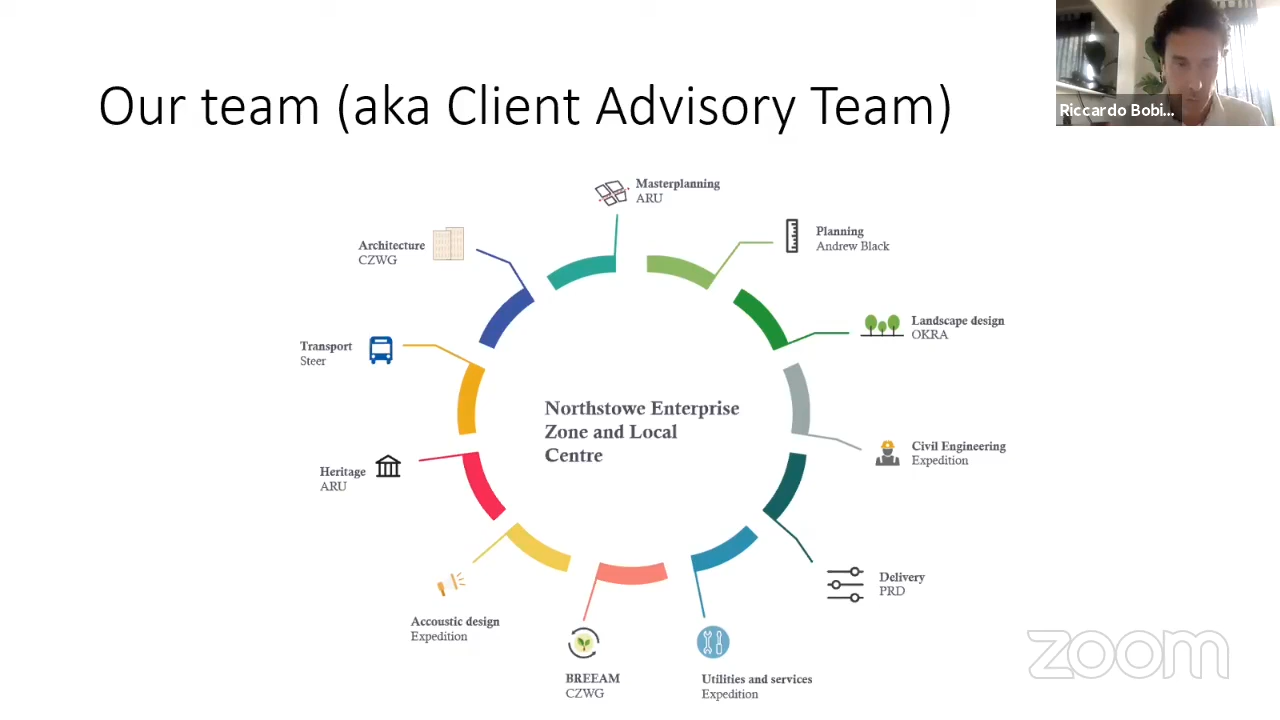 Our team (aka Client Advisory Team)
Riccardo Bobi...
Masterplanning
ARU
Planning
Andrew Black
Architecture
CZWG
Landscape design
OKRA
Transport
Steer
Northstowe Enterprise
Zone and Local
Centre
Civil Engineering
Expedition
Heritage
ARU
Delivery
PRD
Accoustic design
Expedition
BREEAM
CZWG
Utilities and services
Expedition
zoom